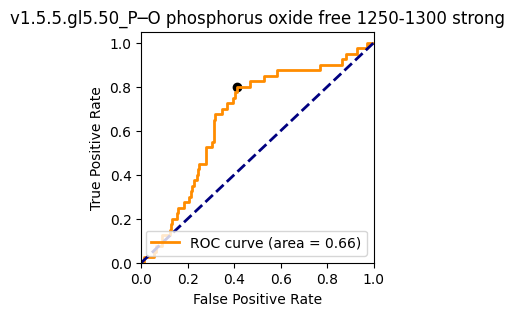 v1.5.5.gl5.50_P─O phosphorus oxide free 1250-1300 strong
1.0
0.8
0.6
0.4
0.2
0.0
True Positive Rate
ROC curve (area = 0.66)
0.0 0.2 0.4 0.6 0.8 1.0
False Positive Rate